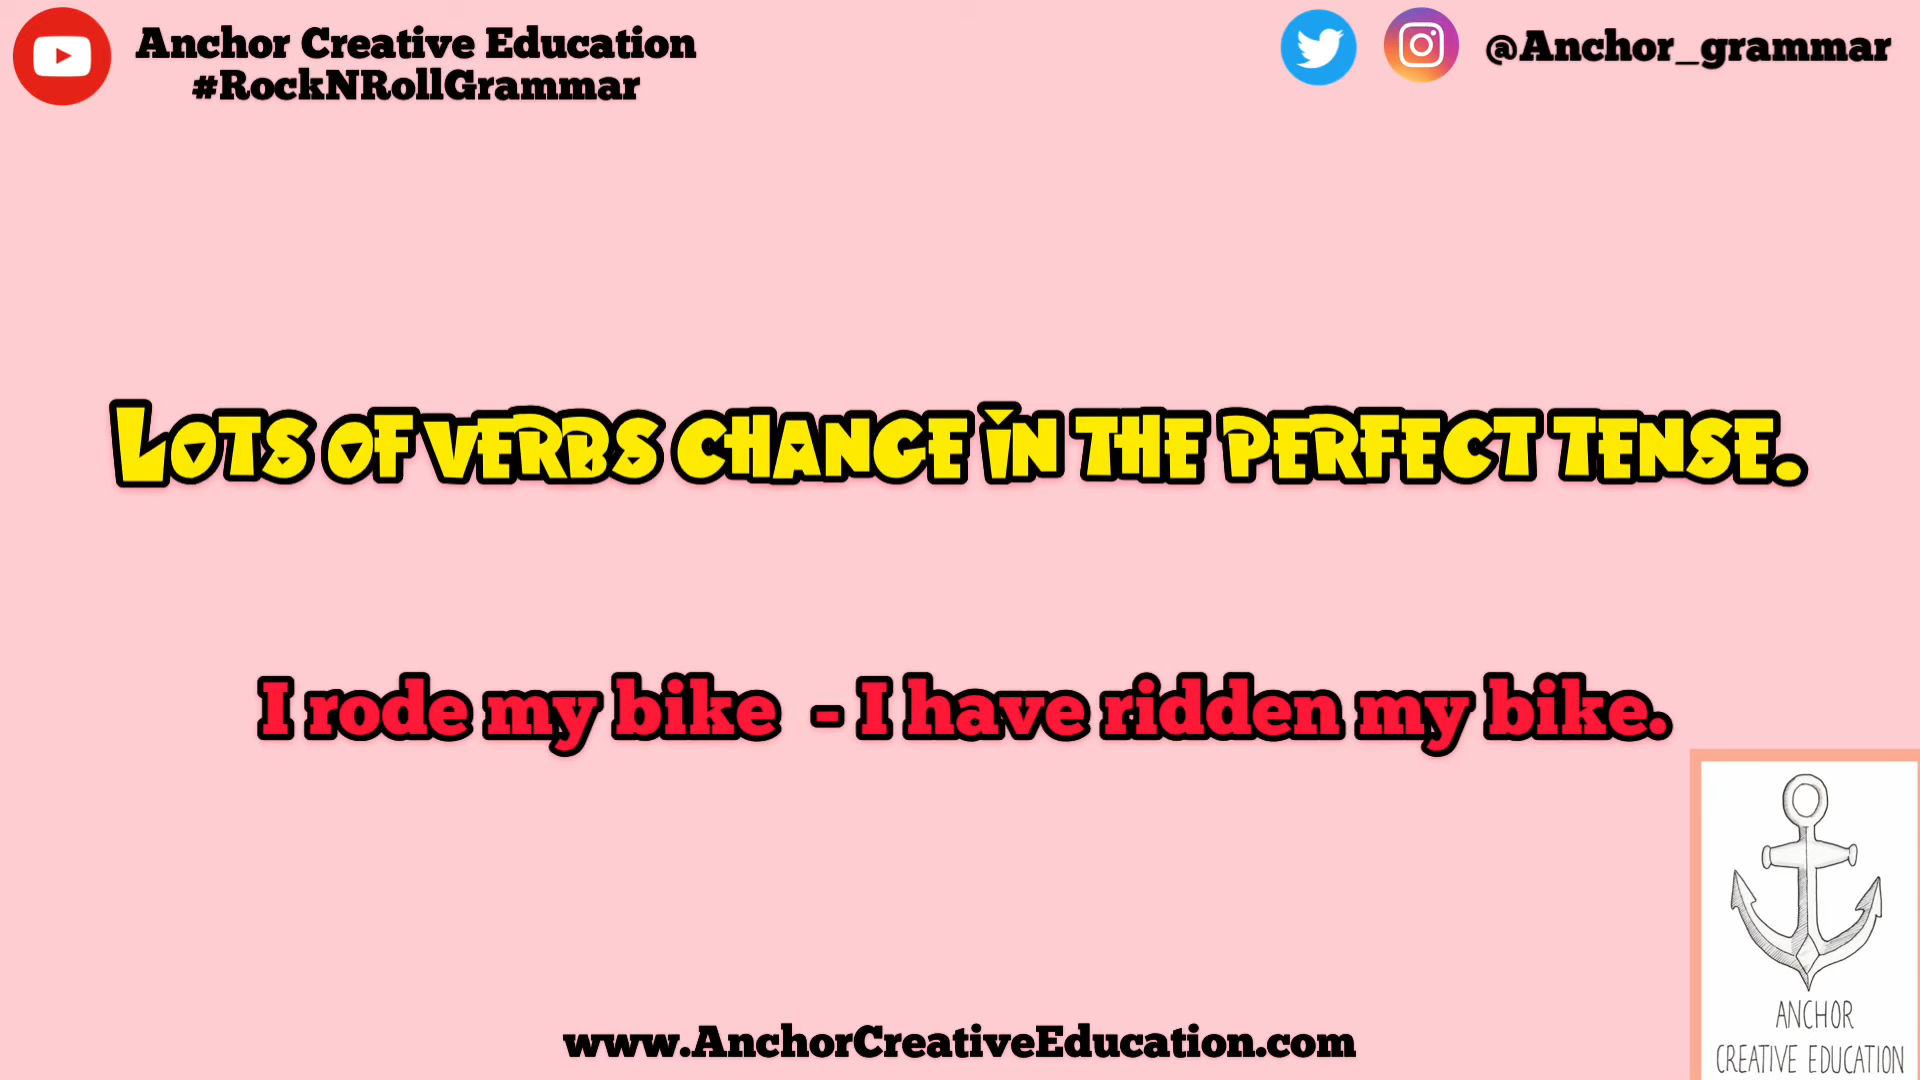 Anchor Creative Education
#RockNRollGrammar
@Anchor_grammar
Lots of verbs change in the perfect tense.
I rode my bike - I have ridden my bike.
ANCHOR
CREATIVE EDUCATION
www.AnchorCreativeEducation.com